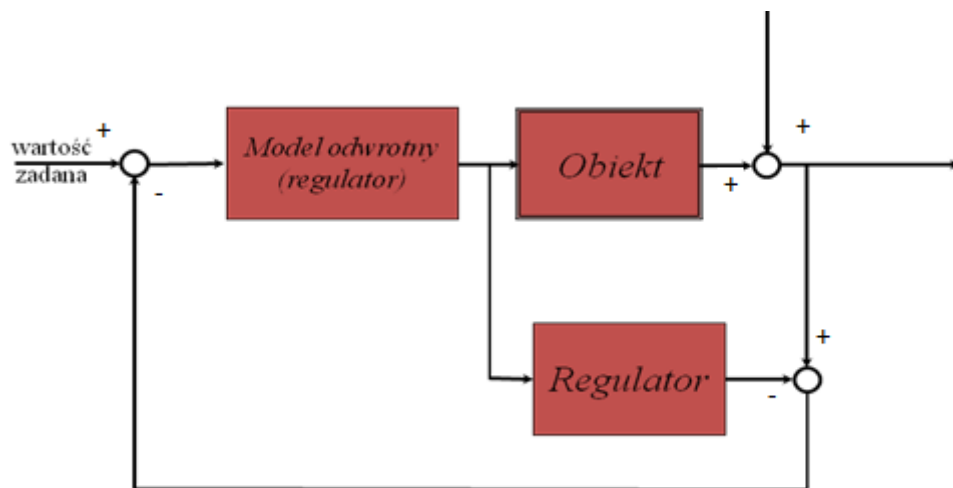 wartość
zadana
+
-
Model odwrotny
(regulator)
Obiekt
+
+
+
Regulator
-